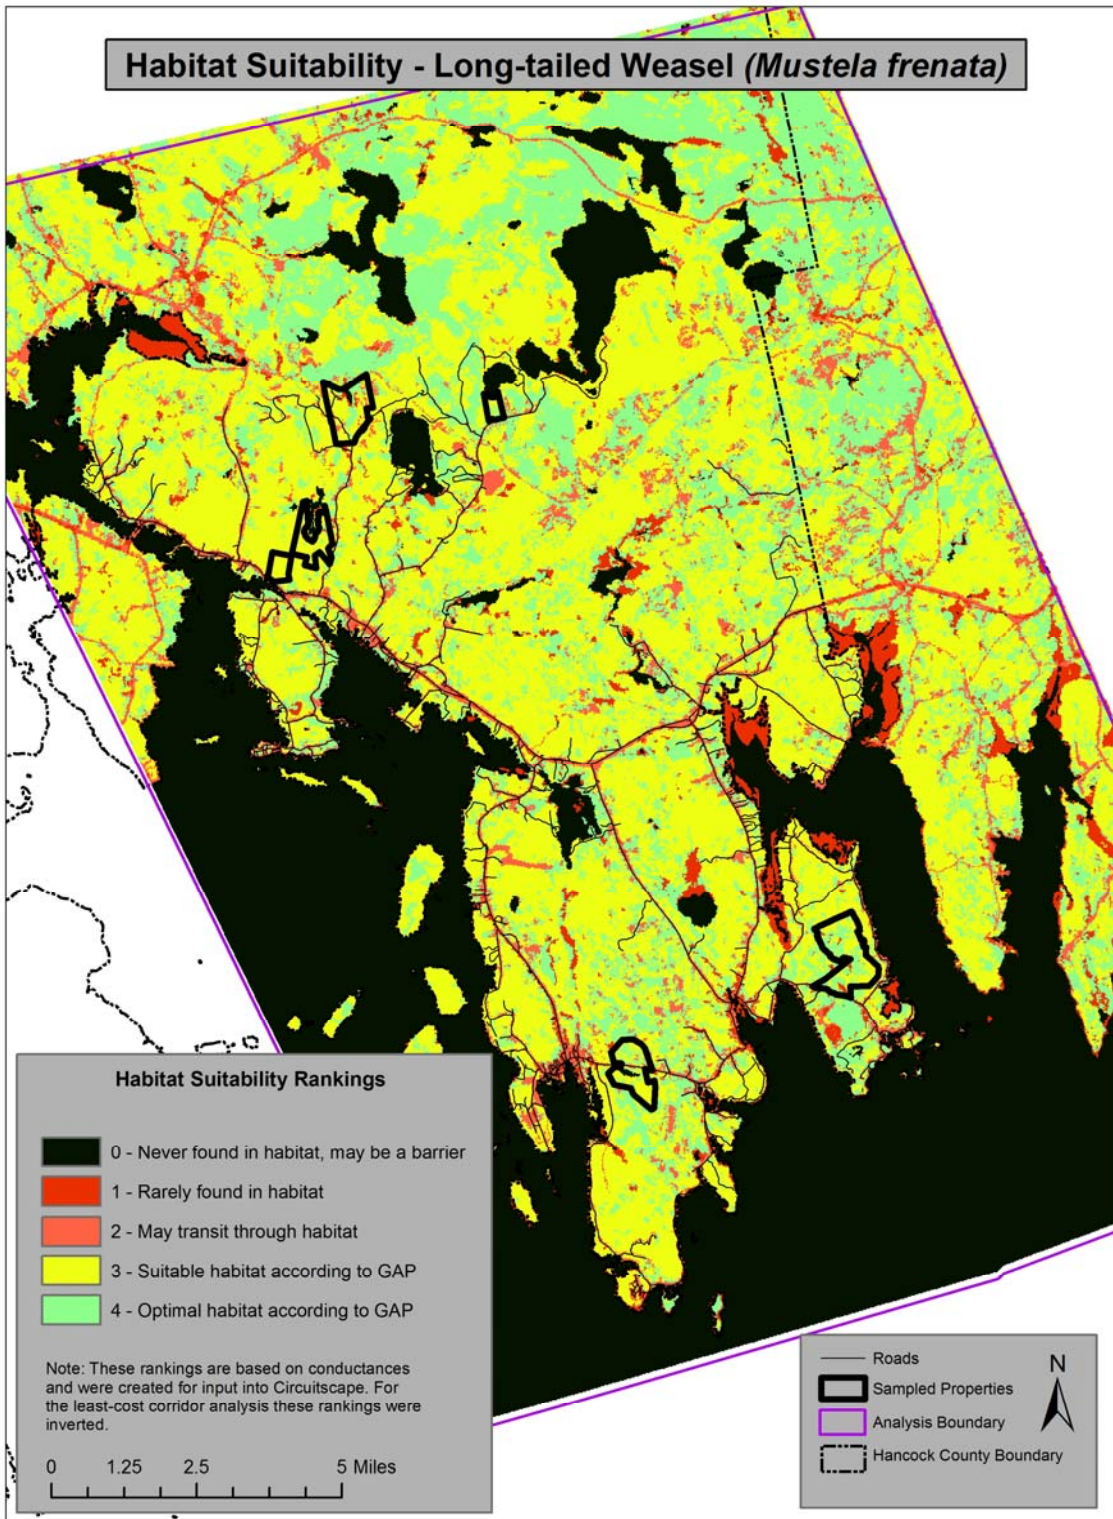 Habitat Suitability - Long-tailed Weasel (Mustela frenata)
Habitat Suitability Rankings
0 - Never found in habitat, may be a barrier
1 - Rarely found in habitat
2 - May transit through habitat
3 - Suitable habitat according to GAP
4 - Optimal habitat according to GAP
Note: These rankings are based on conductances
and were created for input into Circuitscape. For
the least-cost corridor analysis these rankings were
inverted.
0 1.25 2.5 5 Miles
Roads
Sampled Properties
Analysis Boundary
Hancock County Boundary
N